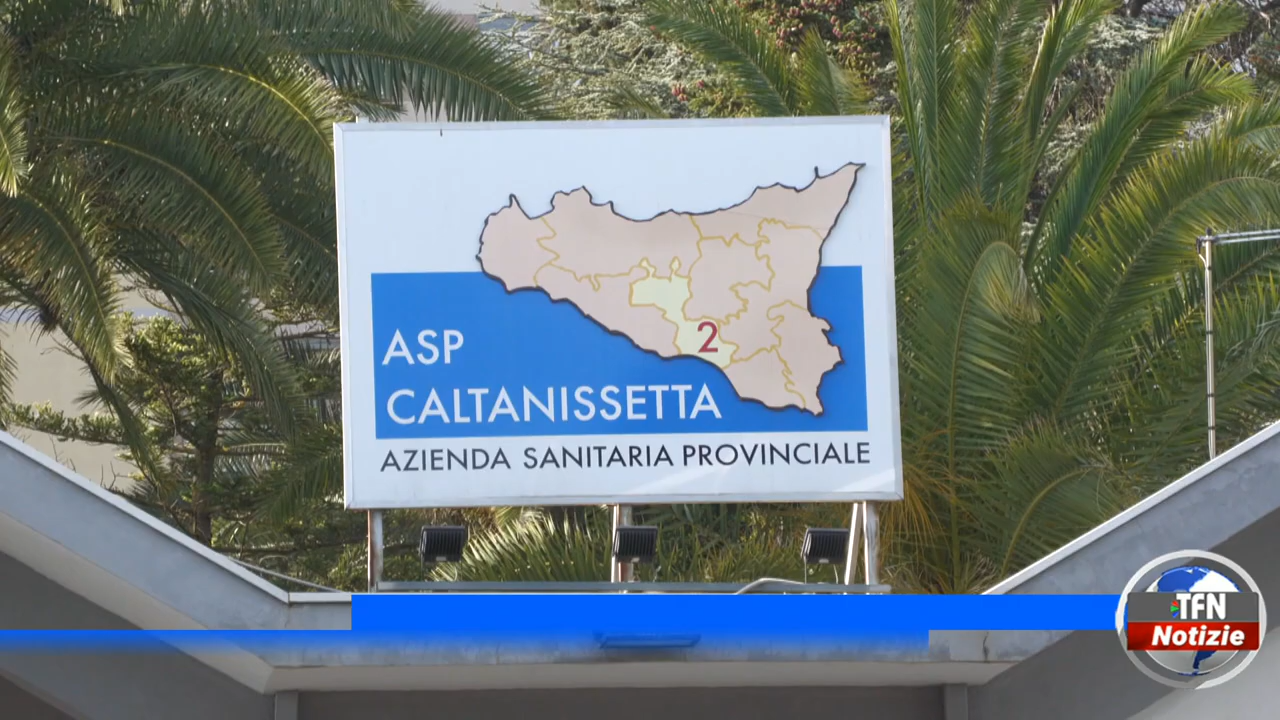 2
ASP
CALTANISSETTA
AZIENDA SANITARIA PROVINCIALE
TFN
Notizie